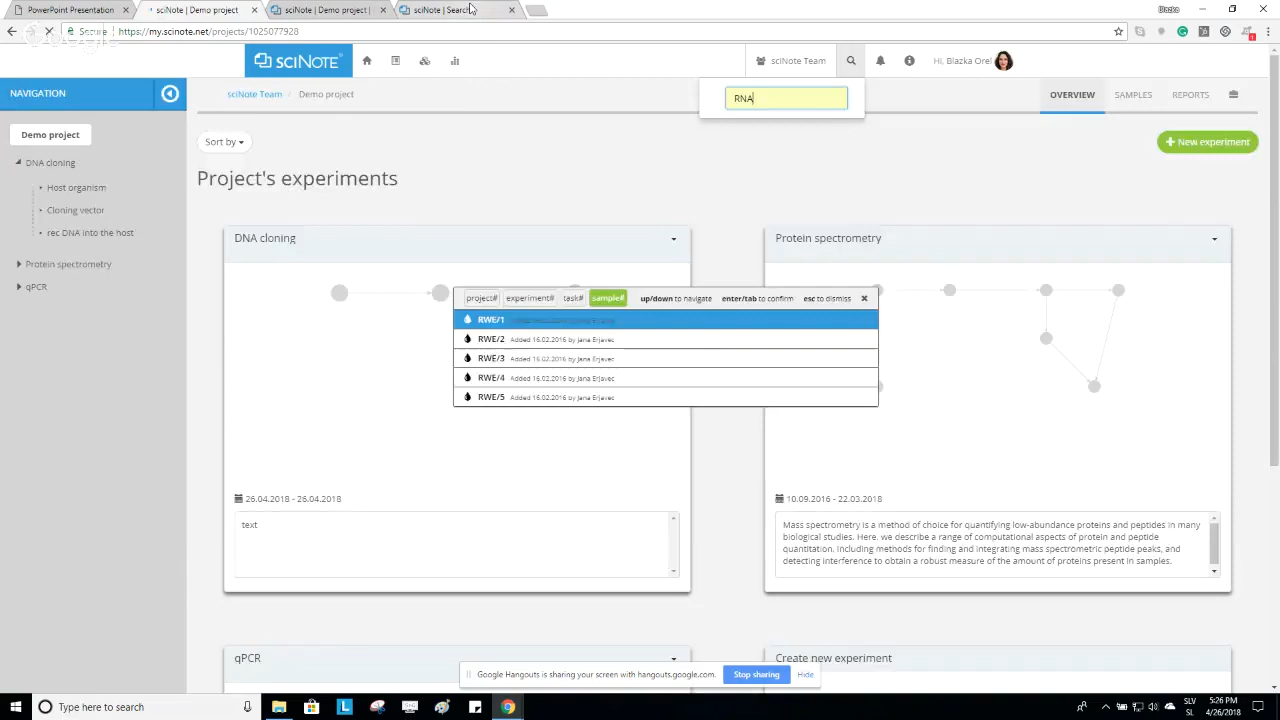 PowerPoint Presentation
sciNote | Demo project |
sciNote | Demo project |
sciNote | Search
Blazka
Secure
https://my.scinote.net/projects/1025077928
SCINOTE
sciNote Team
Hi, Blazka Orel
NAVIGATION
sciNote Team
Demo project
RNA
OVERVIEW
SAMPLES
REPORTS
Demo project
Sort by
New experiment
DNA cloning
Host organism
Cloning vector
rec DNA into the host
Protein spectrometry
qPCR
Project's experiments
DNA cloning
Protein spectrometry
project#
experiment#
task#
sample#
up/down to navigate
enter/tab to confirm
esc to dismiss
RWE/1
RWE/2 Added 16.02.2016 by Jana Erjavec
RWE/3 Added 16.02.2016 by Jana Erjavec
RWE/4 Added 16.02.2016 by Jana Erjavec
RWE/5 Added 16.02.2016 by Jana Erjavec
26.04.2018 - 26.04.2018
text
10.09.2016 - 22.03.2018
Mass spectrometry is a method of choice for quantifying low-abundance proteins and peptides in many
biological studies. Here, we describe a range of computational aspects of protein and peptide
quantitation, including methods for finding and integrating mass spectrometric peptide peaks, and
detecting interference to obtain a robust measure of the amount of proteins present in samples.
qPCR
Create new experiment
Google Hangouts is sharing your screen with hangouts.google.com.
Stop sharing
Hide
Type here to search
SLV
SL
5:26 PM
4/26/2018